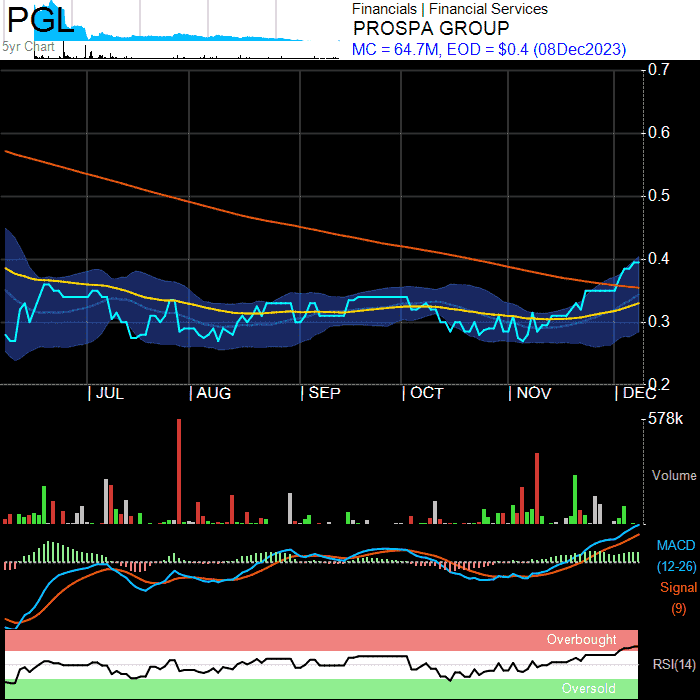 PGL
5yr Chart
Financials | Financial Services
PROSPA GROUP
MC = 64.7M, EOD = $0.4 (08Dec2023)
0.7
0.6
0.5
0.4
0.3
0.2
| JUL | AUG | SEP | OCT | NOV | DEC
578k
Volume
MACD
(12-26)
Signal
(9)
Overbought
RSI(14)
Oversold